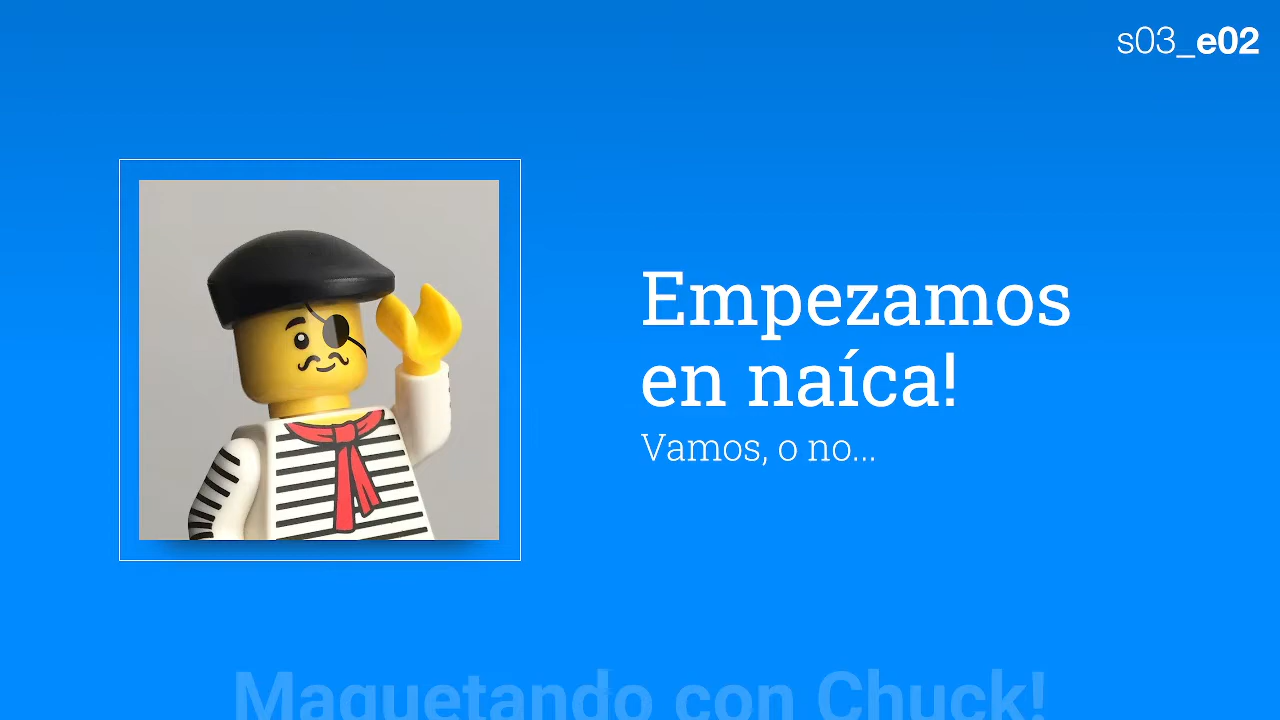 s03_e02
Empezamos
en naíca!
Vamos, o no...
Maquetando con Chuck!